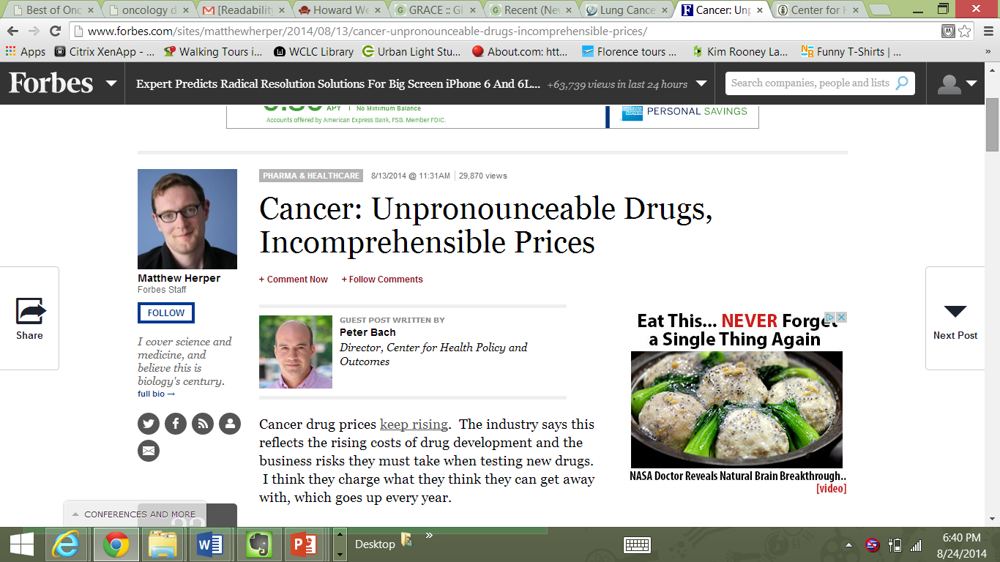 Best of Onc
oncology d
[Readability
Howard We
GRACE :: Gl
Recent (Nev
Lung Cance
Cancer: Unp
Center for H
www.forbes.com/sites/matthewherper/2014/08/13/cancer-unpronounceable-drugs-incomprehensible-prices/
Apps Citrix XenApp - ... Walking Tours i... WCLC Library Urban Light Stu... About.com: htt... Florence tours ... Kim Rooney La... Funny T-Shirts | ... »
Forbes
Expert Predicts Radical Resolution Solutions For Big Screen iPhone 6 And 6L... +63,739 views in last 24 hours
Search companies, people and lists
APY | No Minimum Balance
Accounts offered by American Express Bank, FSB. Member FDIC.
PERSONAL SAVINGS
PHARMA & HEALTHCARE 8/13/2014 @ 11:31AM 29,870 views
Cancer: Unpronounceable Drugs,
Incomprehensible Prices
+ Comment Now + Follow Comments
Matthew Herper
Forbes Staff
FOLLOW
I cover science and
medicine, and
believe this is
biology's century.
full bio →
GUEST POST WRITTEN BY
Peter Bach
Director, Center for Health Policy and
Outcomes
Cancer drug prices keep rising. The industry says this
reflects the rising costs of drug development and the
business risks they must take when testing new drugs.
I think they charge what they think they can get away
with, which goes up every year.
Eat This... NEVER Forget
a Single Thing Again
NASA Doctor Reveals Natural Brain Breakthrough..
[video]
Share
Next Post
CONFERENCES AND MORE
Desktop »
6:40 PM
8/24/2014